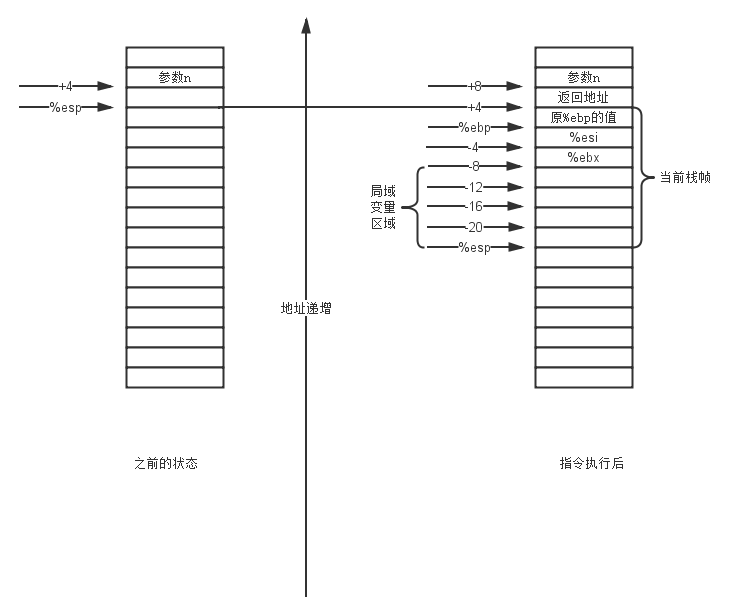 参数n
+4
%esp
地址递增
之前的状态
+8
+4
%ebp
-4
-8
-12
-16
-20
%esp
局域
变量
区域
参数n
返回地址
原%ebp的值
%esi
%ebx
当前栈帧
指令执行后